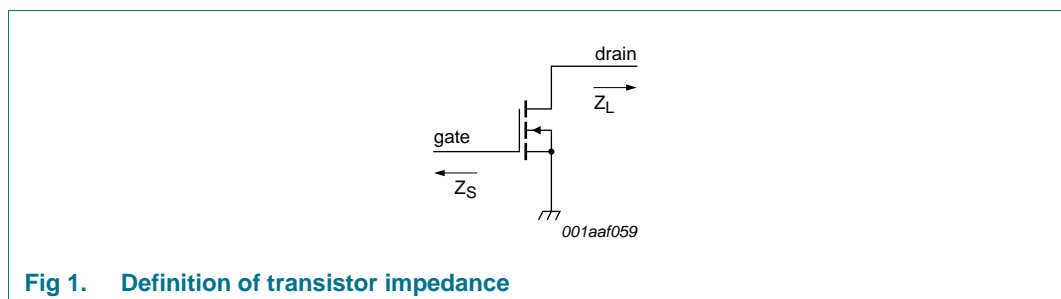 drain
Z_L
gate
Z_S
001aaf059
Fig 1. Definition of transistor impedance